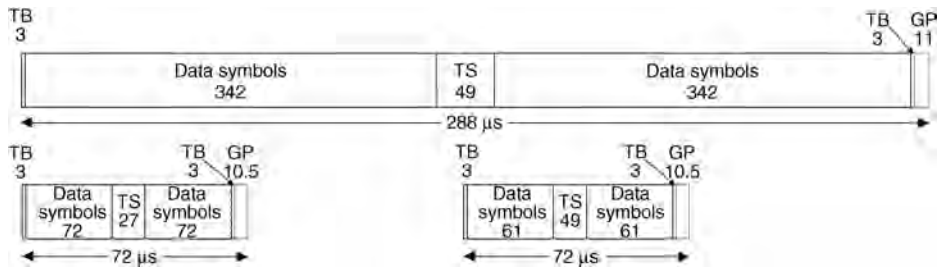 TB TB GP
3 3 11
Data symbols TS Data symbols
342 49 342
288 μs
TB TB GP TB TB GP
3 3 10.5 3 3 10.5
Data symbols 72 TS 27 Data symbols 72
Data symbols 61 TS 49 Data symbols 61
72 μs 72 μs